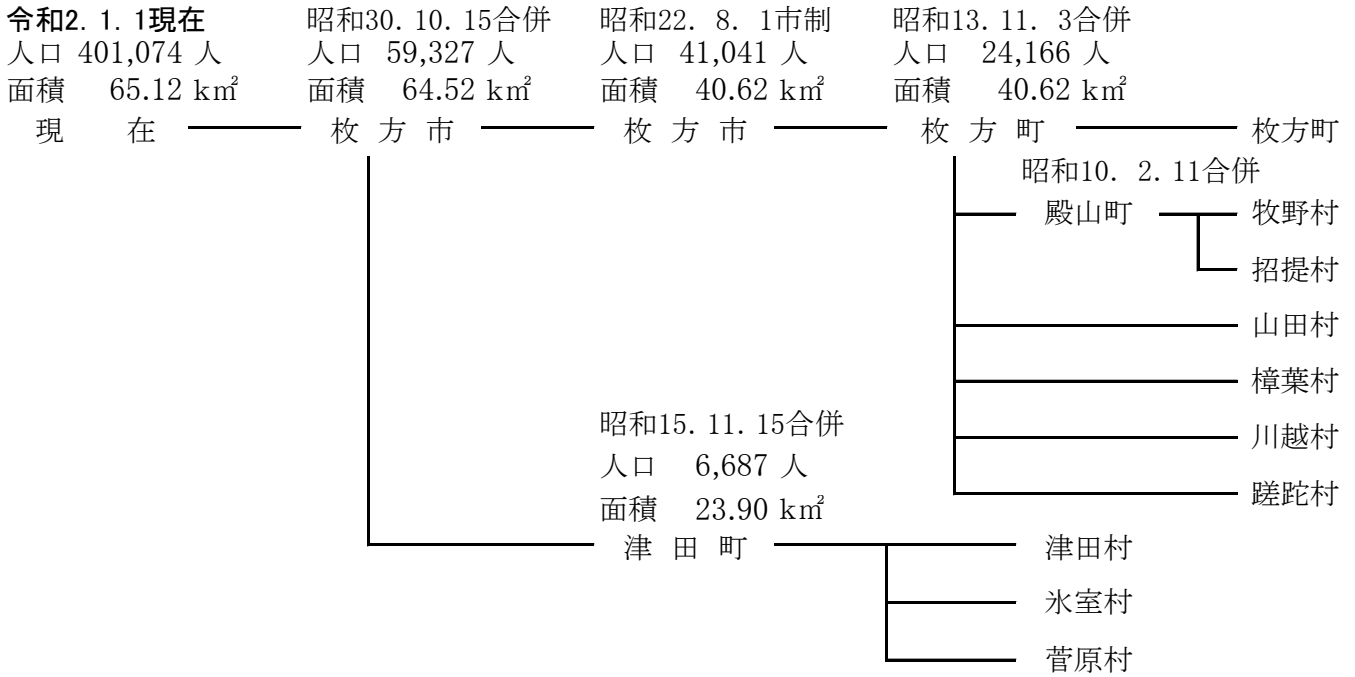 令和2. 1. 1現在 昭和30. 10. 15合併 昭和22. 8. 1市制 昭和13. 11. 3合併
人口 401,074 人 人口 59,327 人 人口 41,041 人 人口 24,166 人
面積 65.12 k㎡ 面積 64.52 k㎡ 面積 40.62 k㎡ 面積 40.62 k㎡
現 在 枚 方 市 枚 方 市 枚 方 町 枚方町
昭和10. 2. 11合併
殿山町 牧野村
招提村
山田村
樟葉村
昭和15. 11. 15合併
川越村
人口 6,687 人
蹉跎村
面積 23.90 k㎡
津 田 町 津田村
氷室村
菅原村